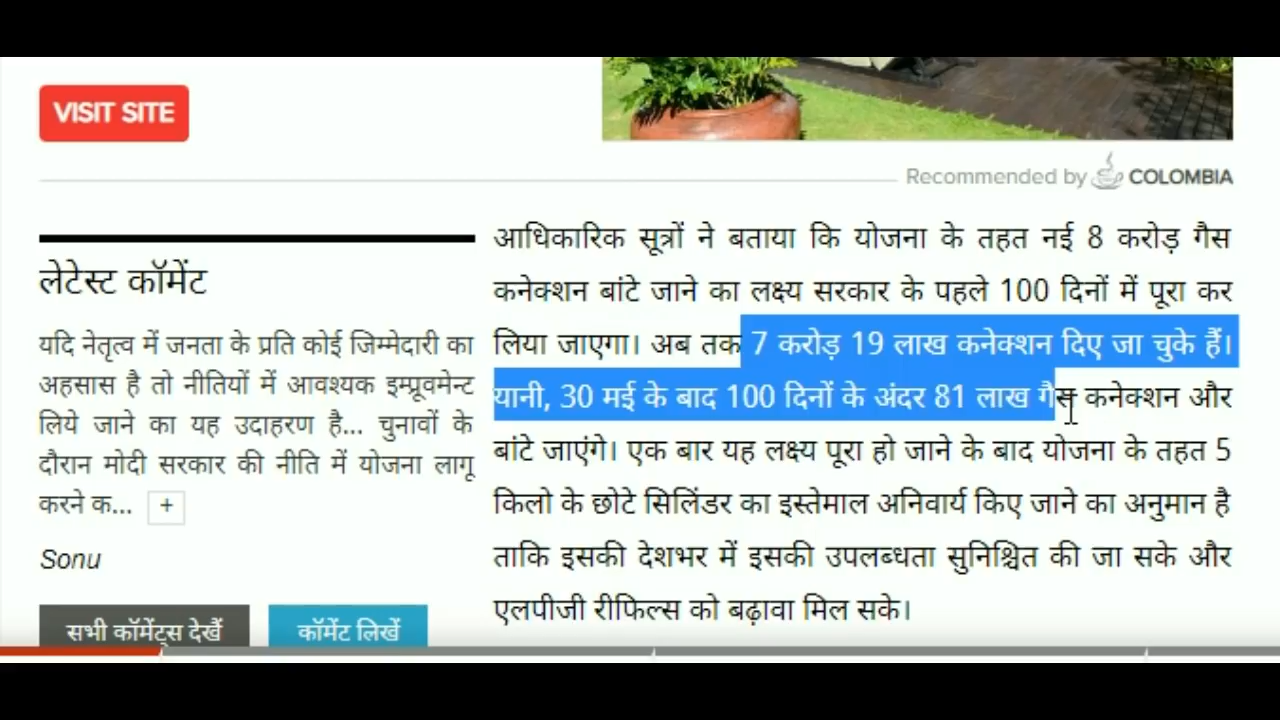 VISIT SITE
Recommended by COLOMBIA
लेटेस्ट कॉमेंट
यदि नेतृत्व में जनता के प्रति कोई जिम्मेदारी का
अहसास है तो नीतियों में आवश्यक इम्प्रूवमेन्ट
लिये जाने का यह उदाहरण है... चुनावों के
दौरान मोदी सरकार की नीति में योजना लागू
करने क... +
Sonu
सभी कॉमेंट्स देखें
कॉमेंट लिखें
आधिकारिक सूत्रों ने बताया कि योजना के तहत नई 8 करोड़ गैस
कनेक्शन बांटे जाने का लक्ष्य सरकार के पहले 100 दिनों में पूरा कर
लिया जाएगा। अब तक 7 करोड़ 19 लाख कनेक्शन दिए जा चुके हैं।
यानी, 30 मई के बाद 100 दिनों के अंदर 81 लाख गैस कनेक्शन और
बांटे जाएंगे। एक बार यह लक्ष्य पूरा हो जाने के बाद योजना के तहत 5
किलो के छोटे सिलिंडर का इस्तेमाल अनिवार्य किए जाने का अनुमान है
ताकि इसकी देशभर में इसकी उपलब्धता सुनिश्चित की जा सके और
एलपीजी रीफिल्स को बढ़ावा मिल सके।